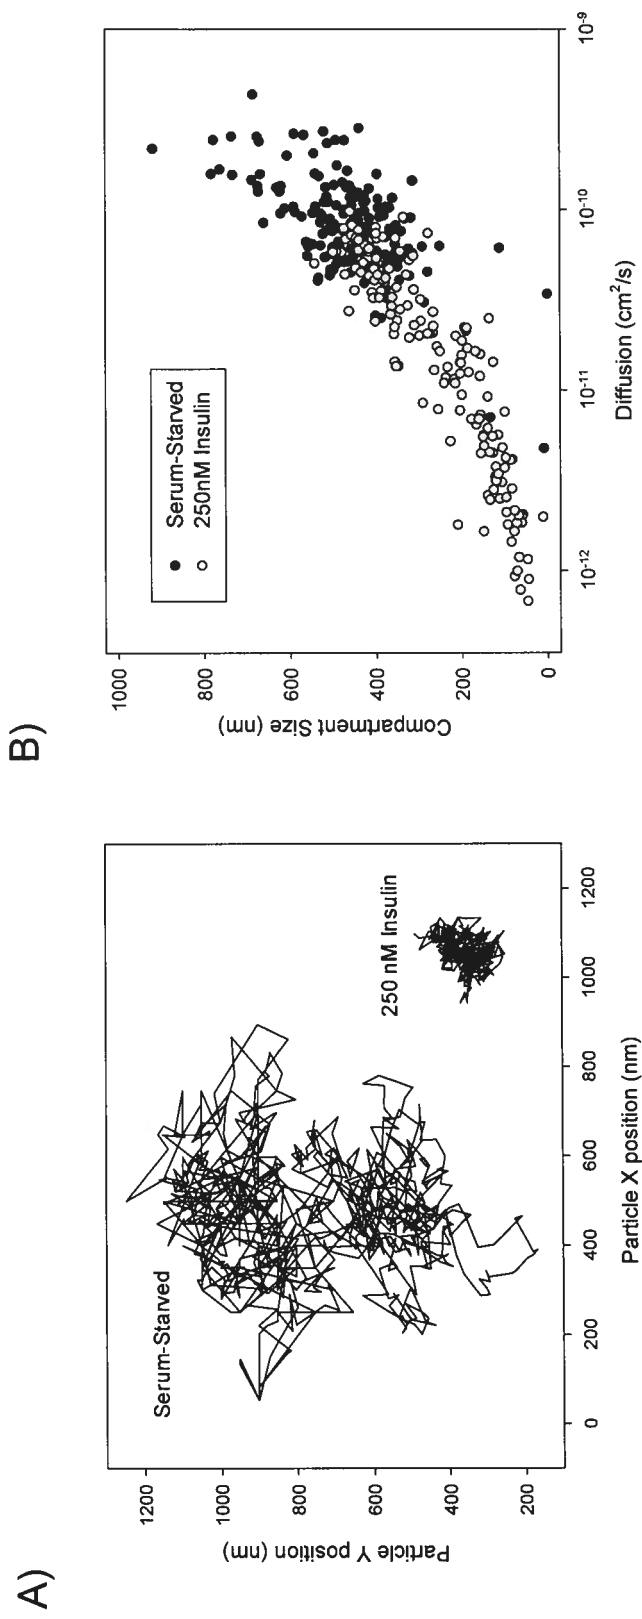 A)
1200
1000
800
600
400
200
Particle Y position (nm)
Serum-Starved
250 nM Insulin
0
200
400
600
800
1000
1200
Particle X position (nm)
B)
1000
800
600
400
200
0
Compartment Size (nm)
Serum-Starved
250nM Insulin
10-12
10-11
10-10
10-9
Diffusion (cm2/s)